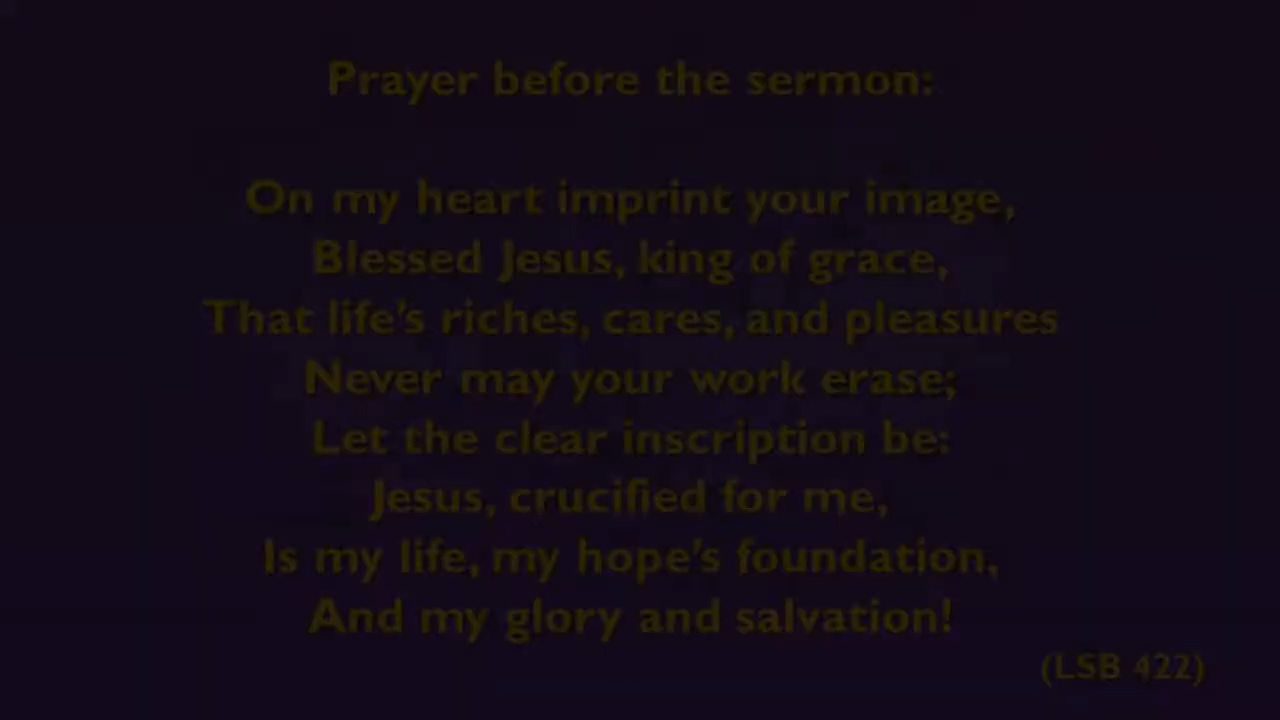 Prayer before the sermon:
On my heart imprint your image,
Blessed Jesus, king of grace,
That life’s riches, cares, and pleasures
Never may your work erase;
Let the clear inscription be:
Jesus, crucified for me,
Is my life, my hope’s foundation,
And my glory and salvation!
(LSB 422)